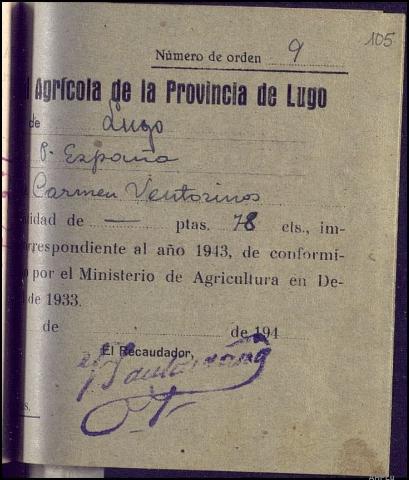 105
Número de orden 9
Agrícola de la Provincia de Lugo
de Lugo
P. España
Carmen Ventorinos
idad de — ptas. 78 cts., im-
rrespondiente al año 1943, de conformi-
o por el Ministerio de Agricultura en De-
de 1933.
de de 194
El Recaudador,
s.